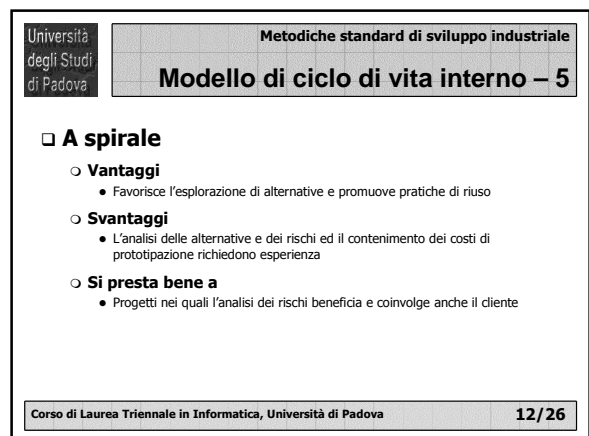 Università
degli Studi
di Padova
Metodiche standard di sviluppo industriale
Modello di ciclo di vita interno – 5
❑ A spirale
❍ Vantaggi
● Favorisce l'esplorazione di alternative e promuove pratiche di riuso
❍ Svantaggi
● L'analisi delle alternative e dei rischi ed il contenimento dei costi di
prototipazione richiedono esperienza
❍ Si presta bene a
● Progetti nei quali l'analisi dei rischi beneficia e coinvolge anche il cliente
Corso di Laurea Triennale in Informatica, Università di Padova
12/26